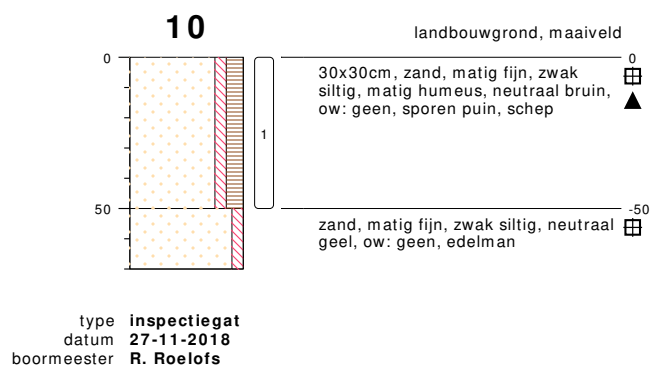 10
landbouwgrond, maaiveld
0
0
30x30cm, zand, matig fijn, zwak
siltig, matig humeus, neutraal bruin,
ow: geen, sporen puin, schep
1
50
-50
zand, matig fijn, zwak siltig, neutraal
geel, ow: geen, edelman
type inspectiegat
datum 27-11-2018
boormeester R. Roelofs